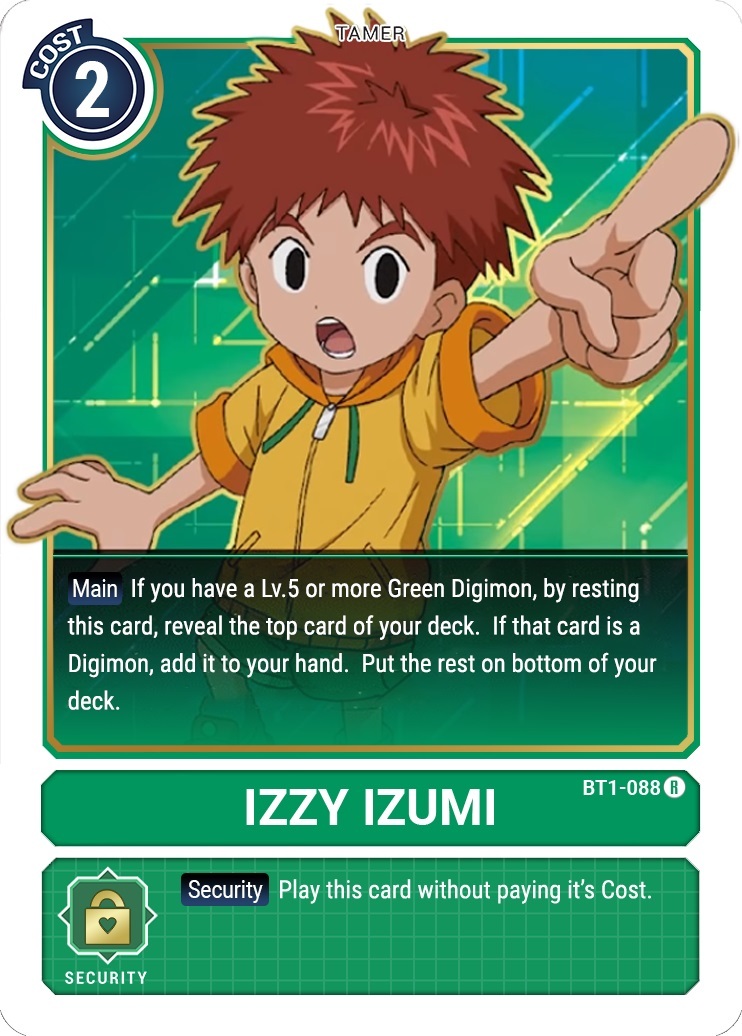 TAMER
COST
2
Main If you have a Lv.5 or more Green Digimon, by resting
this card, reveal the top card of your deck.  If that card is a
Digimon, add it to your hand.  Put the rest on bottom of your
deck.
BT1-088 R
IZZY IZUMI
Security Play this card without paying it's Cost.
SECURITY